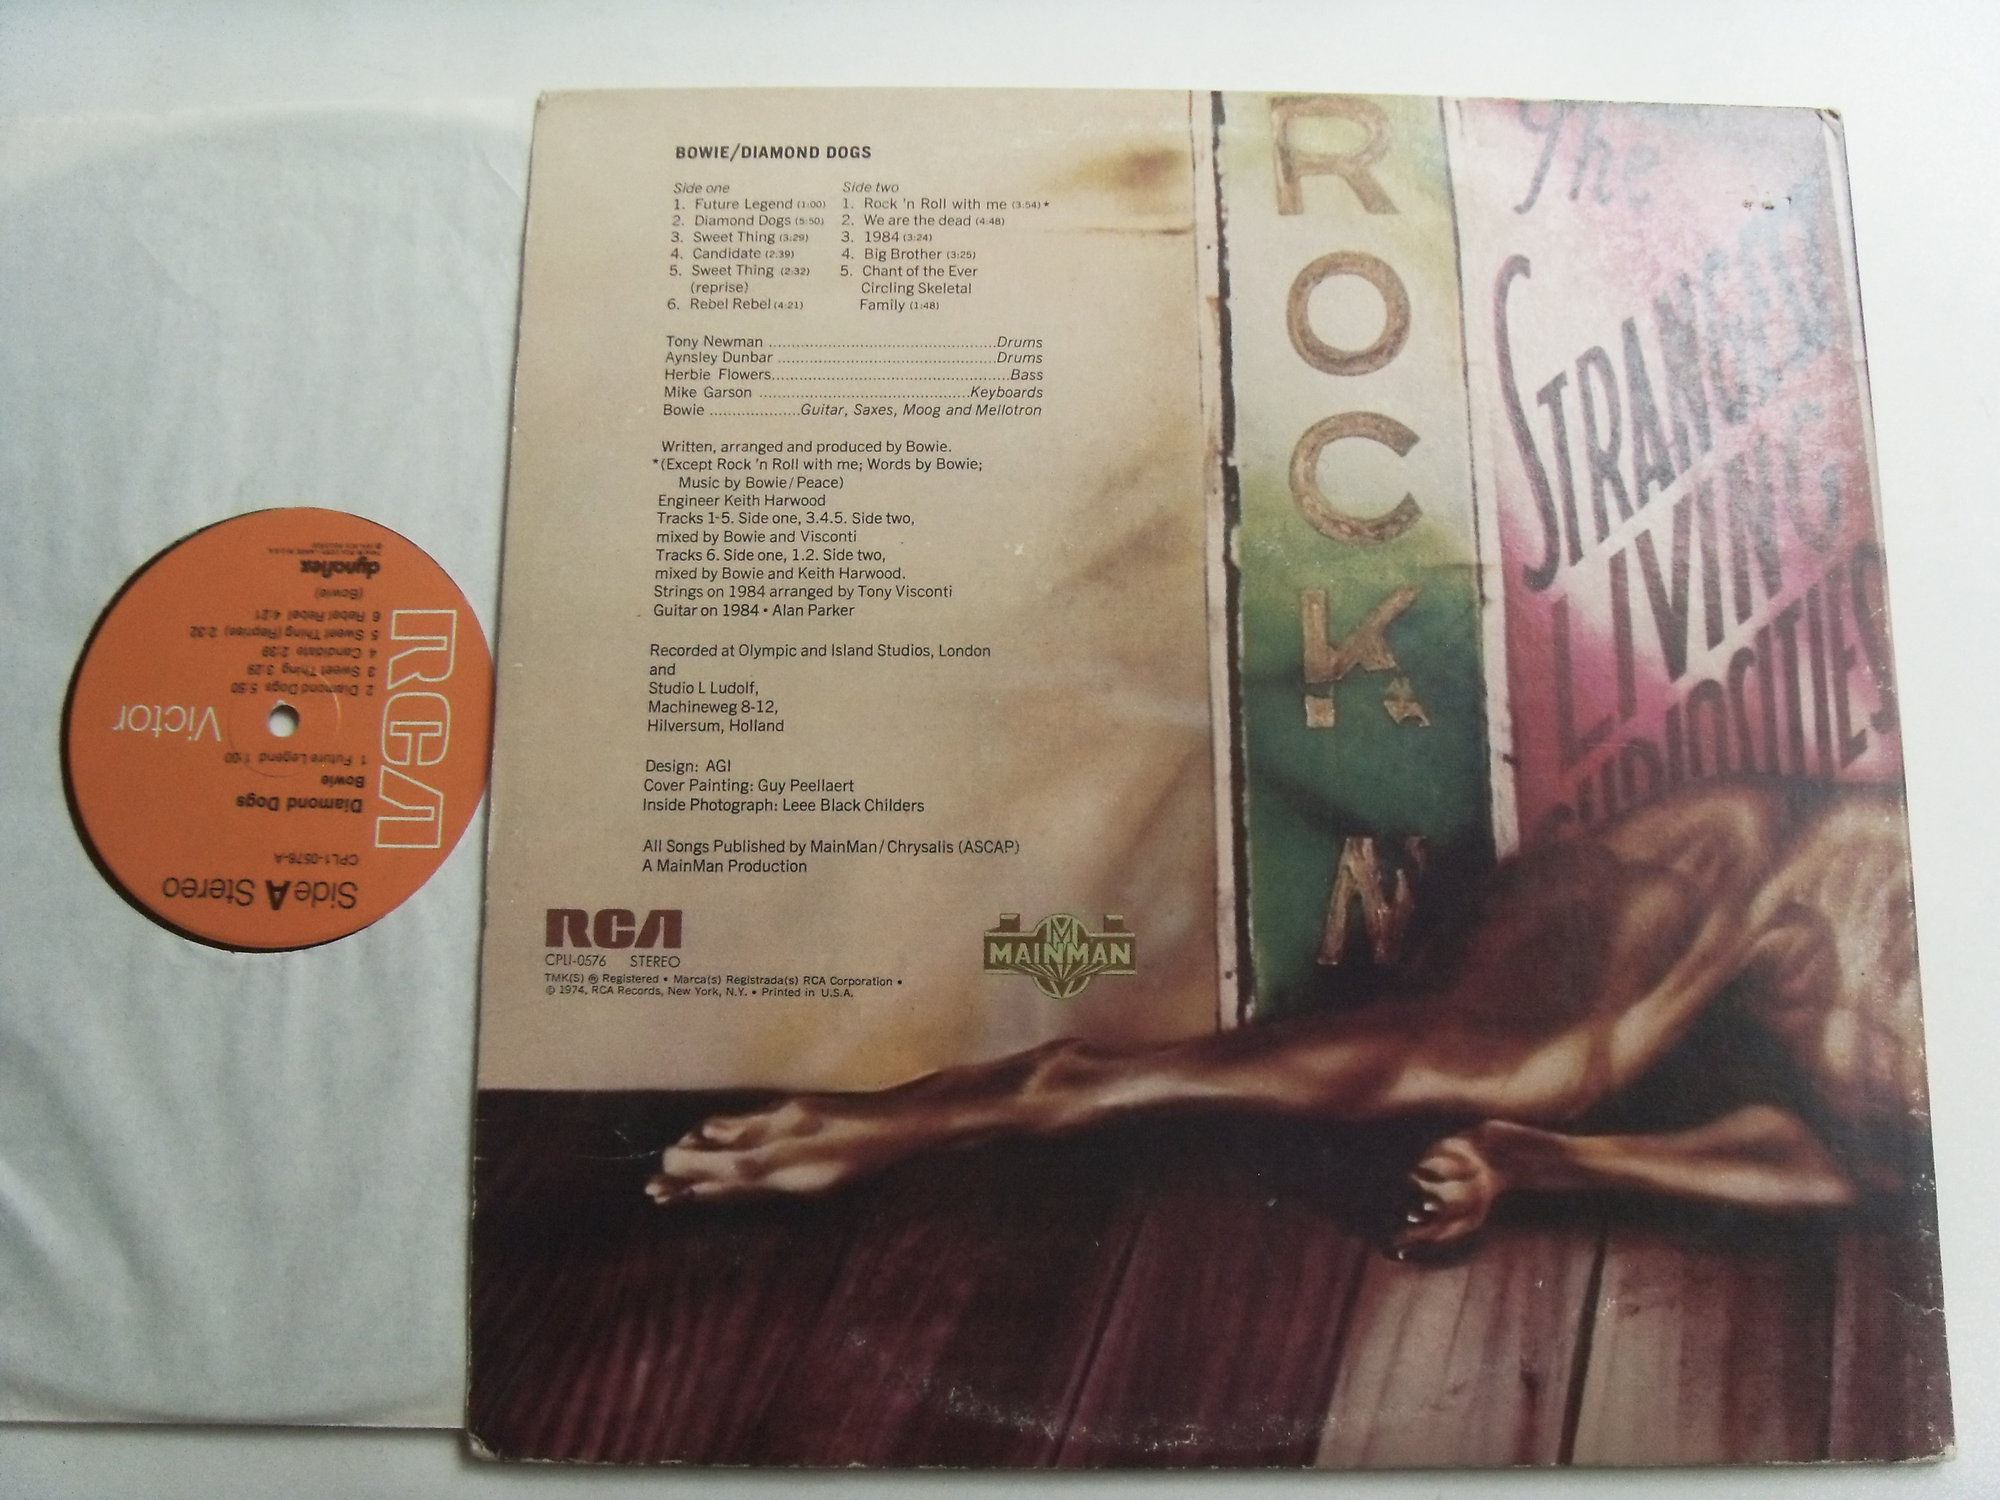 BOWIE/DIAMOND DOGS
Side one
1. Future Legend (1:00)
2. Diamond Dogs (5:50)
3. Sweet Thing (3:29)
4. Candidate (2:39)
5. Sweet Thing (2:32)
(reprise)
6. Rebel Rebel (4:21)
Side two
1. Rock 'n Roll with me (3:54)*
2. We are the dead (4:48)
3. 1984 (3:24)
4. Big Brother (3:25)
5. Chant of the Ever
Circling Skeletal
Family (1:48)
Tony Newman ........................Drums
Aynsley Dunbar ........................Drums
Herbie Flowers........................Bass
Mike Garson ........................Keyboards
Bowie ....................Guitar, Saxes, Moog and Mellotron
Written, arranged and produced by Bowie.
*(Except Rock 'n Roll with me; Words by Bowie;
Music by Bowie/Peace)
Engineer Keith Harwood
Tracks 1-5. Side one, 3.4.5. Side two,
mixed by Bowie and Visconti
Tracks 6. Side one, 1.2. Side two,
mixed by Bowie and Keith Harwood.
Strings on 1984 arranged by Tony Visconti
Guitar on 1984 • Alan Parker
Recorded at Olympic and Island Studios, London
and
Studio L Ludolf,
Machineweg 8-12,
Hilversum, Holland
Design: AGI
Cover Painting: Guy Peellaert
Inside Photograph: Leee Black Childers
All Songs Published by MainMan/Chrysalis (ASCAP)
A MainMan Production
RCA
CPL1-0576 STEREO
TMK(S) ® Registered • Marca(s) Registrada(s) RCA Corporation •
© 1974, RCA Records, New York, N.Y. • Printed in U.S.A.
M
MAINMAN
ROCK N
The
STRANGEST
LIVING
CURIOSITIES
Side A Stereo
CPL1-0576-A
RCA
Diamond Dogs
Bowie
1 Future Legend 1:00
Victor
2 Diamond Dogs 5:50
3 Sweet Thing 3:29
4 Candidate 2:39
5 Sweet Thing (Reprise) 2:32
6 Rebel Rebel 4:21
(Bowie)
dynaflex